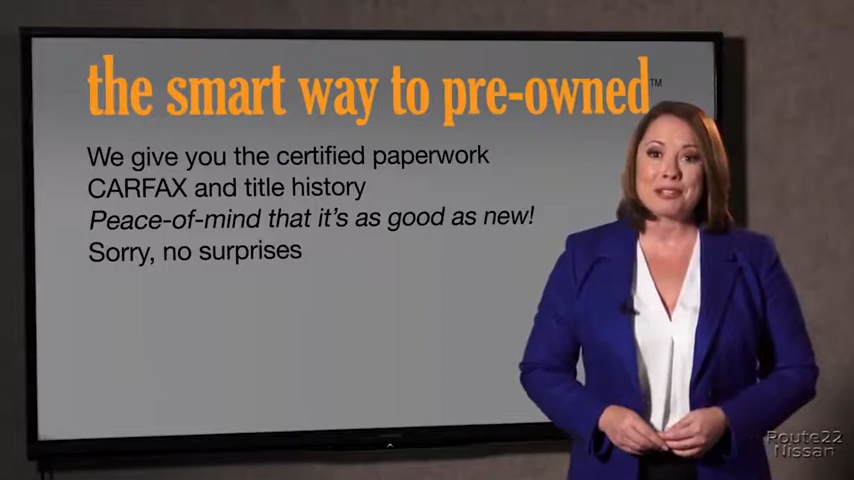 the smart way to pre-owned™
We give you the certified paperwork
CARFAX and title history
Peace-of-mind that it's as good as new!
Sorry, no surprises
Route22
Nissan